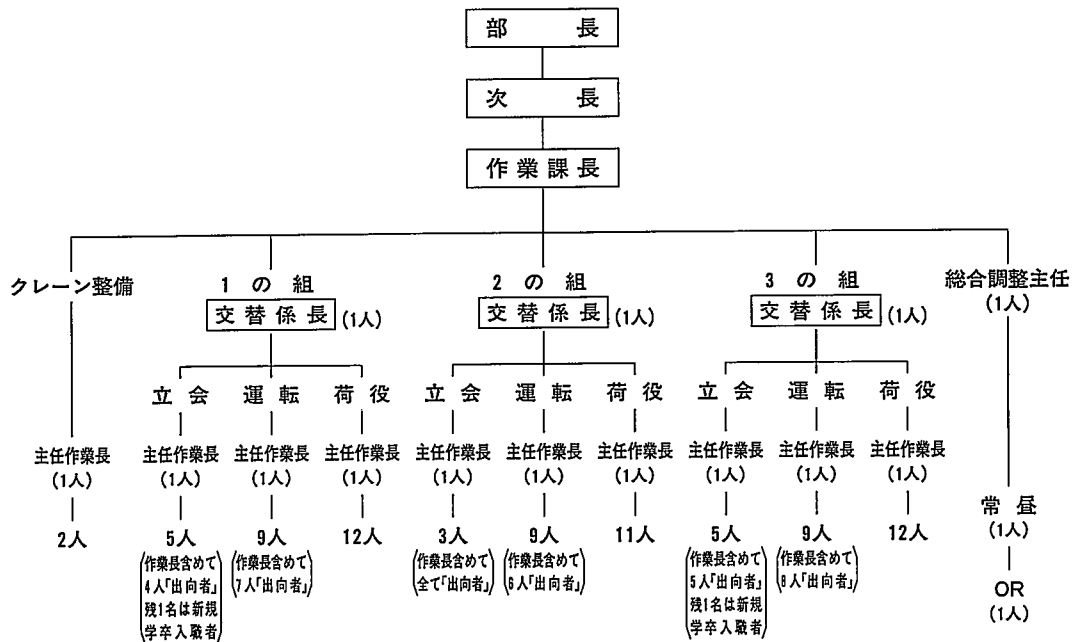 部長
次長
作業課長
クレーン整備
1の組
交替係長 (1人)
2の組
交替係長 (1人)
3の組
交替係長 (1人)
総合調整主任
(1人)
立会 運転 荷役 立会 運転 荷役 立会 運転 荷役
主任作業長 主任作業長 主任作業長 主任作業長 主任作業長 主任作業長 主任作業長 主任作業長 主任作業長 主任作業長
(1人) (1人) (1人) (1人) (1人) (1人) (1人) (1人) (1人) (1人)
常昼
(1人)
2人 5人 9人 12人 3人 9人 11人 5人 9人 12人
(作業長含めて
4人「出向者」
残1名は新規
学卒入職者)
(作業長含めて
7人「出向者」)
(作業長含めて
全て「出向者」)
(作業長含めて
6人「出向者」)
(作業長含めて
5人「出向者」
残1名は新規
学卒入職者)
(作業長含めて
8人「出向者」)
OR
(1人)